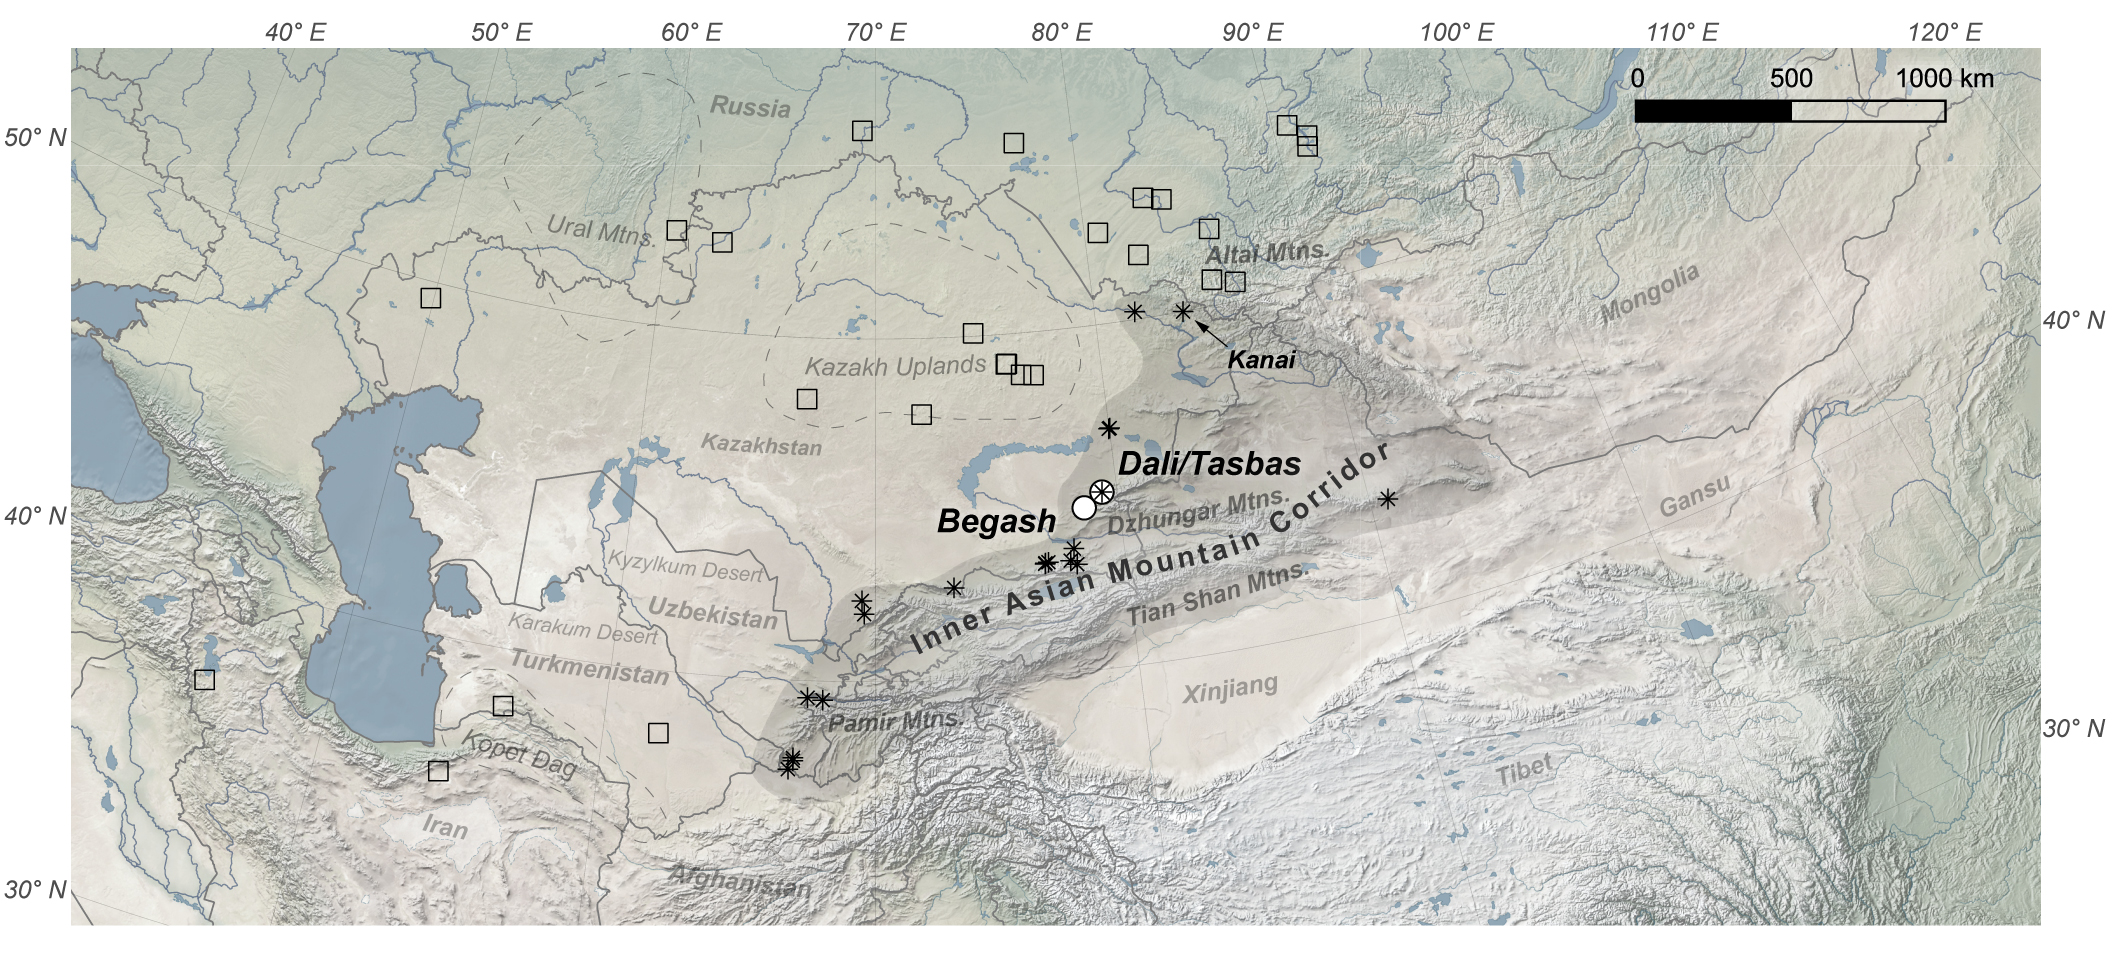 40° E 50° E 60° E 70° E 80° E 90° E 100° E 110° E 120° E
0 500 1000 km
Russia
50° N
Ural Mtns.
Altai Mtns.
Mongolia
40° N
Kanai
Kazakh Uplands
Kazakhstan
Dali/Tasbas
Gansu
Begash
Dzhungar Mtns.
40° N
Inner Asian Mountain Corridor
Kyzylkum Desert
Tian Shan Mtns.
Uzbekistan
Karakum Desert
Turkmenistan
Xinjiang
Pamir Mtns.
30° N
Kopet Dag
Tibet
Iran
Afghanistan
30° N